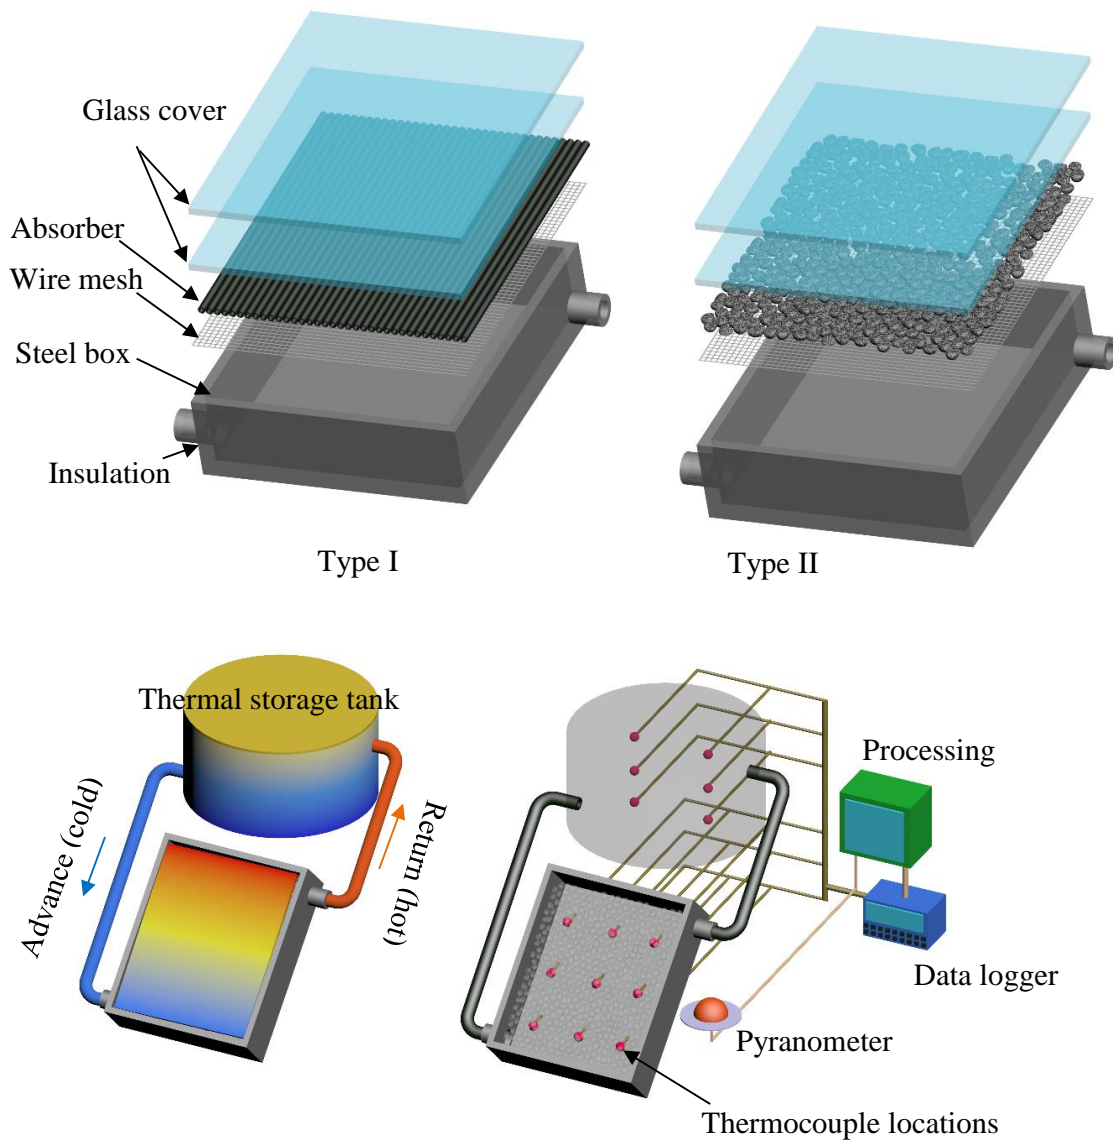 Glass cover
Absorber
Wire mesh
Steel box
Insulation
Type I
Type II
Thermal storage tank
Advance (cold)
Return (hot)
Processing
Data logger
Pyranometer
Thermocouple locations